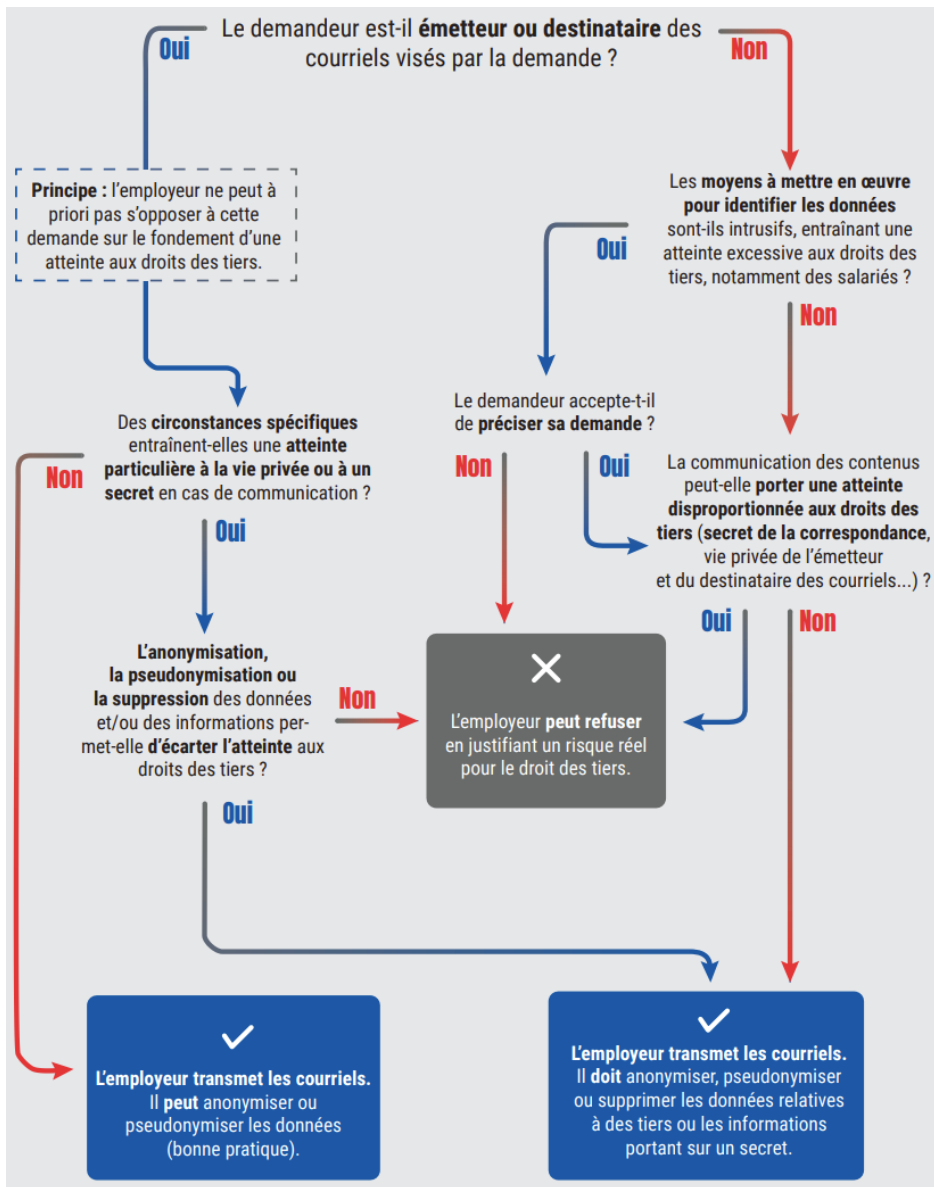 Le demandeur est-il émetteur ou destinataire des
courriels visés par la demande ?
Oui
Non
Principe : l'employeur ne peut à
priori pas s'opposer à cette
demande sur le fondement d'une
atteinte aux droits des tiers.
Les moyens à mettre en œuvre
pour identifier les données
sont-ils intrusifs, entraînant une
atteinte excessive aux droits des
tiers, notamment des salariés ?
Oui
Non
Des circonstances spécifiques
entraînent-elles une atteinte
particulière à la vie privée ou à un
secret en cas de communication ?
Non
Oui
Le demandeur accepte-t-il
de préciser sa demande ?
Non
Oui
La communication des contenus
peut-elle porter une atteinte
disproportionnée aux droits des
tiers (secret de la correspondance,
vie privée de l'émetteur
et du destinataire des courriels...) ?
Oui
Non
L'anonymisation,
la pseudonymisation ou
la suppression des données
et/ou des informations per-
met-elle d'écarter l'atteinte aux
droits des tiers ?
Non
Oui
L'employeur peut refuser
en justifiant un risque réel
pour le droit des tiers.
L'employeur transmet les courriels.
Il peut anonymiser ou
pseudonymiser les données
(bonne pratique).
L'employeur transmet les courriels.
Il doit anonymiser, pseudonymiser
ou supprimer les données relatives
à des tiers ou les informations
portant sur un secret.